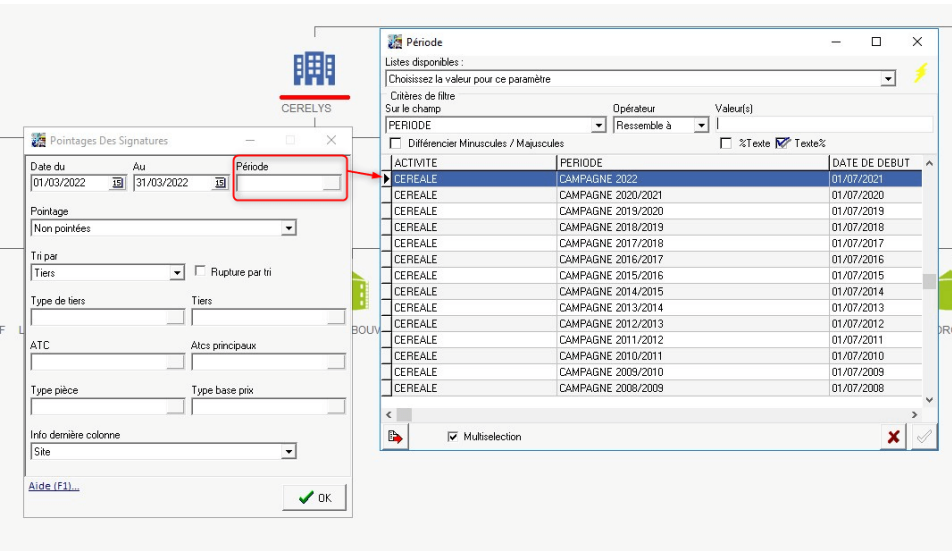 CERELYS
Pointages Des Signatures
Date du
Au
Période
01/03/2022
15
31/03/2022
15
Pointage
Non pointées
Tri par
Tiers
Rupture par tri
Type de tiers
Tiers
ATC
Atcs principaux
Type pièce
Type base prix
Info dernière colonne
Site
Aide (F1)...
OK
F
L
BOUV
Période
Listes disponibles :
Choisissez la valeur pour ce paramètre
Critères de filtre
Sur le champ
Opérateur
Valeur(s)
PERIODE
Ressemble à
Différencier Minuscules / Majuscules
%Texte
Texte%
ACTIVITE PERIODE DATE DE DEBUT
CEREALE CAMPAGNE 2022 01/07/2021
CEREALE CAMPAGNE 2020/2021 01/07/2020
CEREALE CAMPAGNE 2019/2020 01/07/2019
CEREALE CAMPAGNE 2018/2019 01/07/2018
CEREALE CAMPAGNE 2017/2018 01/07/2017
CEREALE CAMPAGNE 2016/2017 01/07/2016
CEREALE CAMPAGNE 2015/2016 01/07/2015
CEREALE CAMPAGNE 2014/2015 01/07/2014
CEREALE CAMPAGNE 2013/2014 01/07/2013
CEREALE CAMPAGNE 2012/2013 01/07/2012
CEREALE CAMPAGNE 2011/2012 01/07/2011
CEREALE CAMPAGNE 2010/2011 01/07/2010
CEREALE CAMPAGNE 2009/2010 01/07/2009
CEREALE CAMPAGNE 2008/2009 01/07/2008
Multiselection